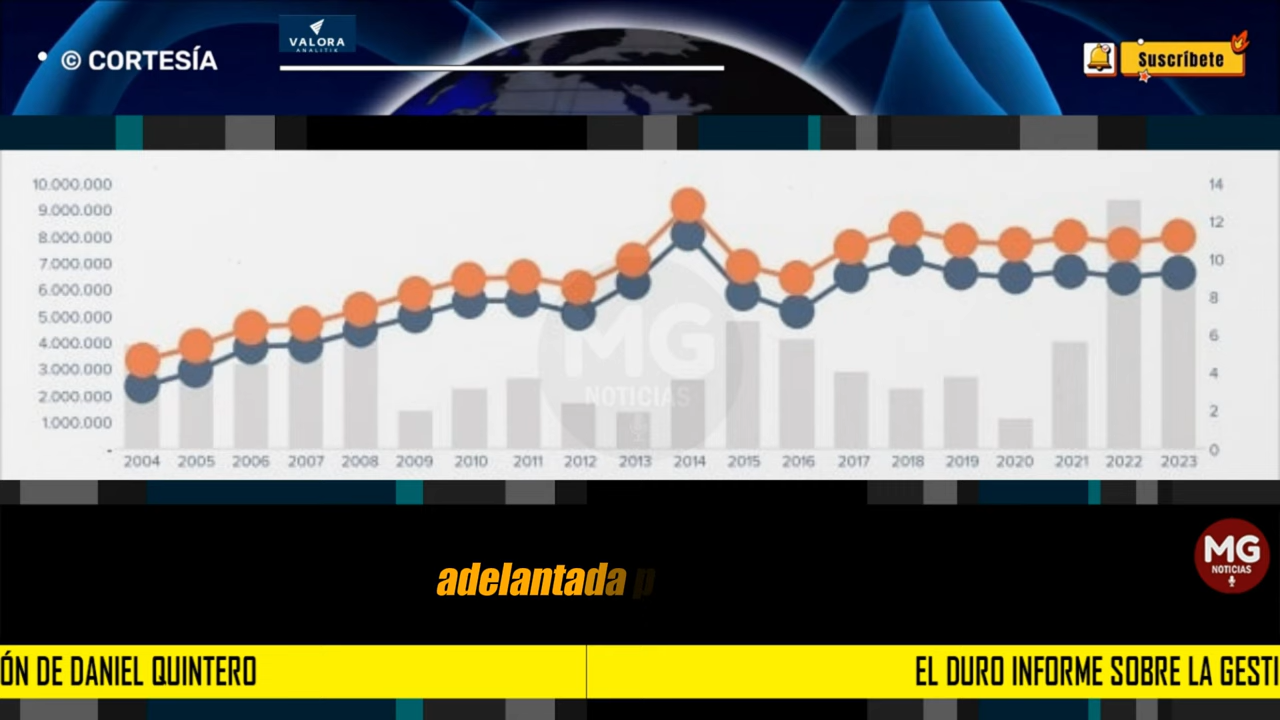 © CORTESÍA
VALORA
ANALITIK
Suscríbete
10.000.000
9.000.000
8.000.000
7.000.000
6.000.000
5.000.000
4.000.000
3.000.000
2.000.000
1.000.000
-
14
12
10
8
6
4
2
0
MG
NOTICIAS
2004 2005 2006 2007 2008 2009 2010 2011 2012 2013 2014 2015 2016 2017 2018 2019 2020 2021 2022 2023
adelantada p
MG
NOTICIAS
ÓN DE DANIEL QUINTERO
EL DURO INFORME SOBRE LA GESTI